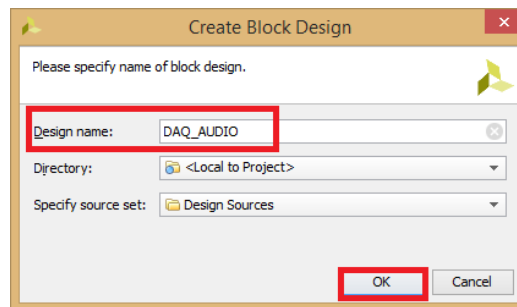 Create Block Design
Please specify name of block design.
Design name: DAQ_AUDIO
Directory: <Local to Project>
Specify source set: Design Sources
OK Cancel